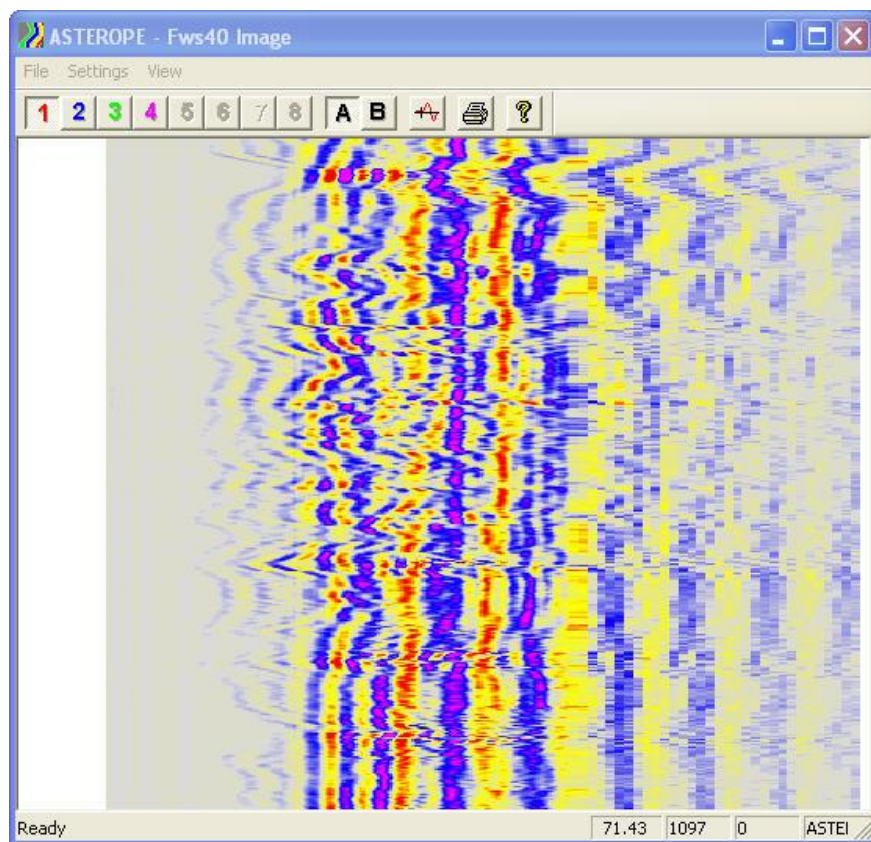 ASTEROPE - Fws40 Image
File Settings View
1 2 3 4 5 6 7 8 A B ?
Ready 71.43 1097 0 ASTEI